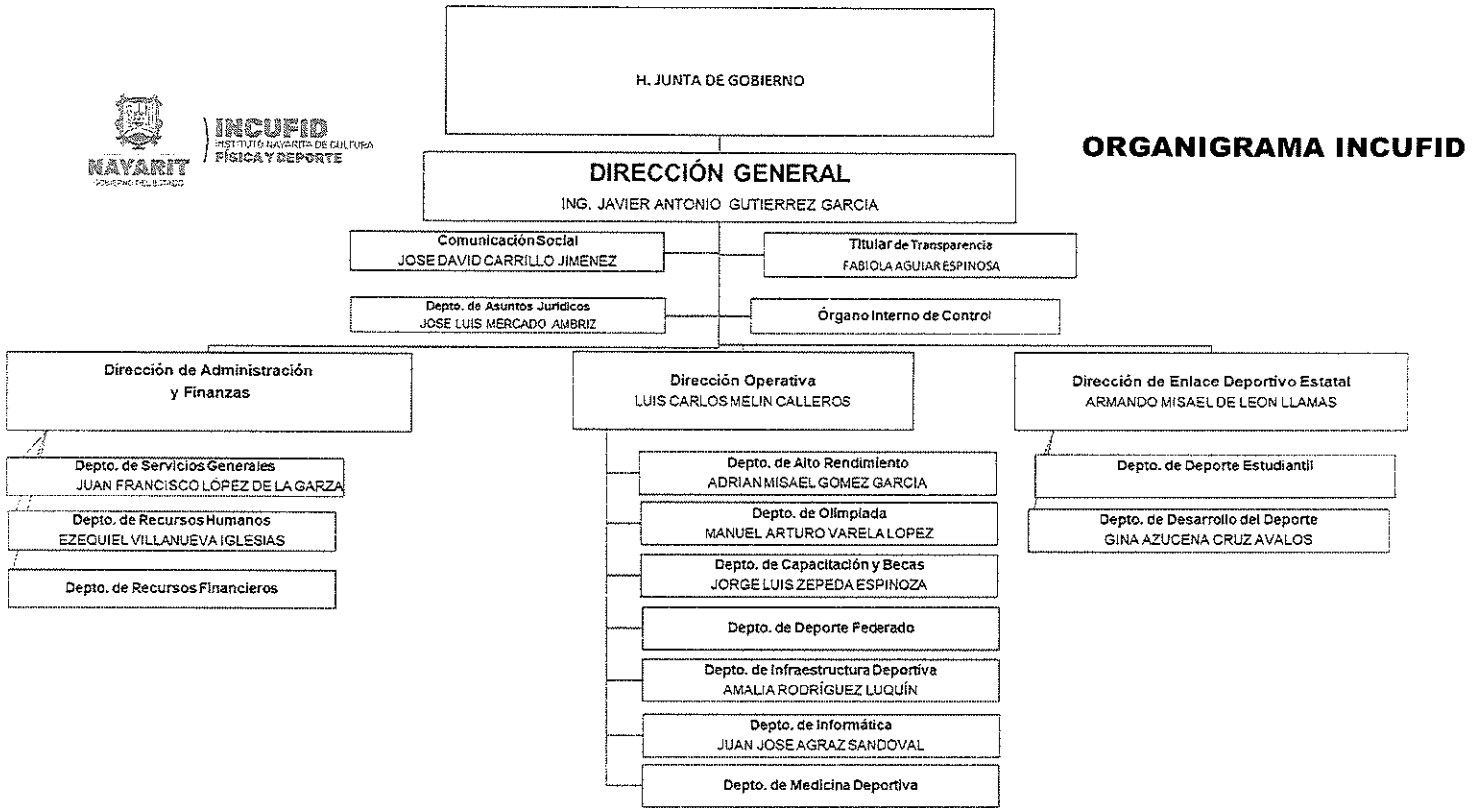 H. JUNTA DE GOBIERNO
NAYARIT
GOBIERNO DEL ESTADO
INCUFID
INSTITUTO NAYARITA DE CULTURA
FÍSICA Y DEPORTE
ORGANIGRAMA INCUFID
DIRECCIÓN GENERAL
ING. JAVIER ANTONIO GUTIERREZ GARCIA
Comunicación Social
JOSE DAVID CARRILLO JIMENEZ
Titular de Transparencia
FABIOLA AGUIAR ESPINOSA
Depto. de Asuntos Jurídicos
JOSE LUIS MERCADO AMBRIZ
Órgano Interno de Control
Dirección de Administración
y Finanzas
Dirección Operativa
LUIS CARLOS MELIN CALLEROS
Dirección de Enlace Deportivo Estatal
ARMANDO MISAEL DE LEON LLAMAS
Depto. de Servicios Generales
JUAN FRANCISCO LÓPEZ DE LA GARZA
Depto. de Recursos Humanos
EZEQUIEL VILLANUEVA IGLESIAS
Depto. de Recursos Financieros
Depto. de Alto Rendimiento
ADRIAN MISAEL GOMEZ GARCIA
Depto. de Olimpiada
MANUEL ARTURO VARELA LOPEZ
Depto. de Capacitación y Becas
JORGE LUIS ZEPEDA ESPINOZA
Depto. de Deporte Federado
Depto. de Infraestructura Deportiva
AMALIA RODRÍGUEZ LUQUÍN
Depto. de Informática
JUAN JOSE AGRAZ SANDOVAL
Depto. de Medicina Deportiva
Depto. de Deporte Estudiantil
Depto. de Desarrollo del Deporte
GINA AZUCENA CRUZ AVALOS